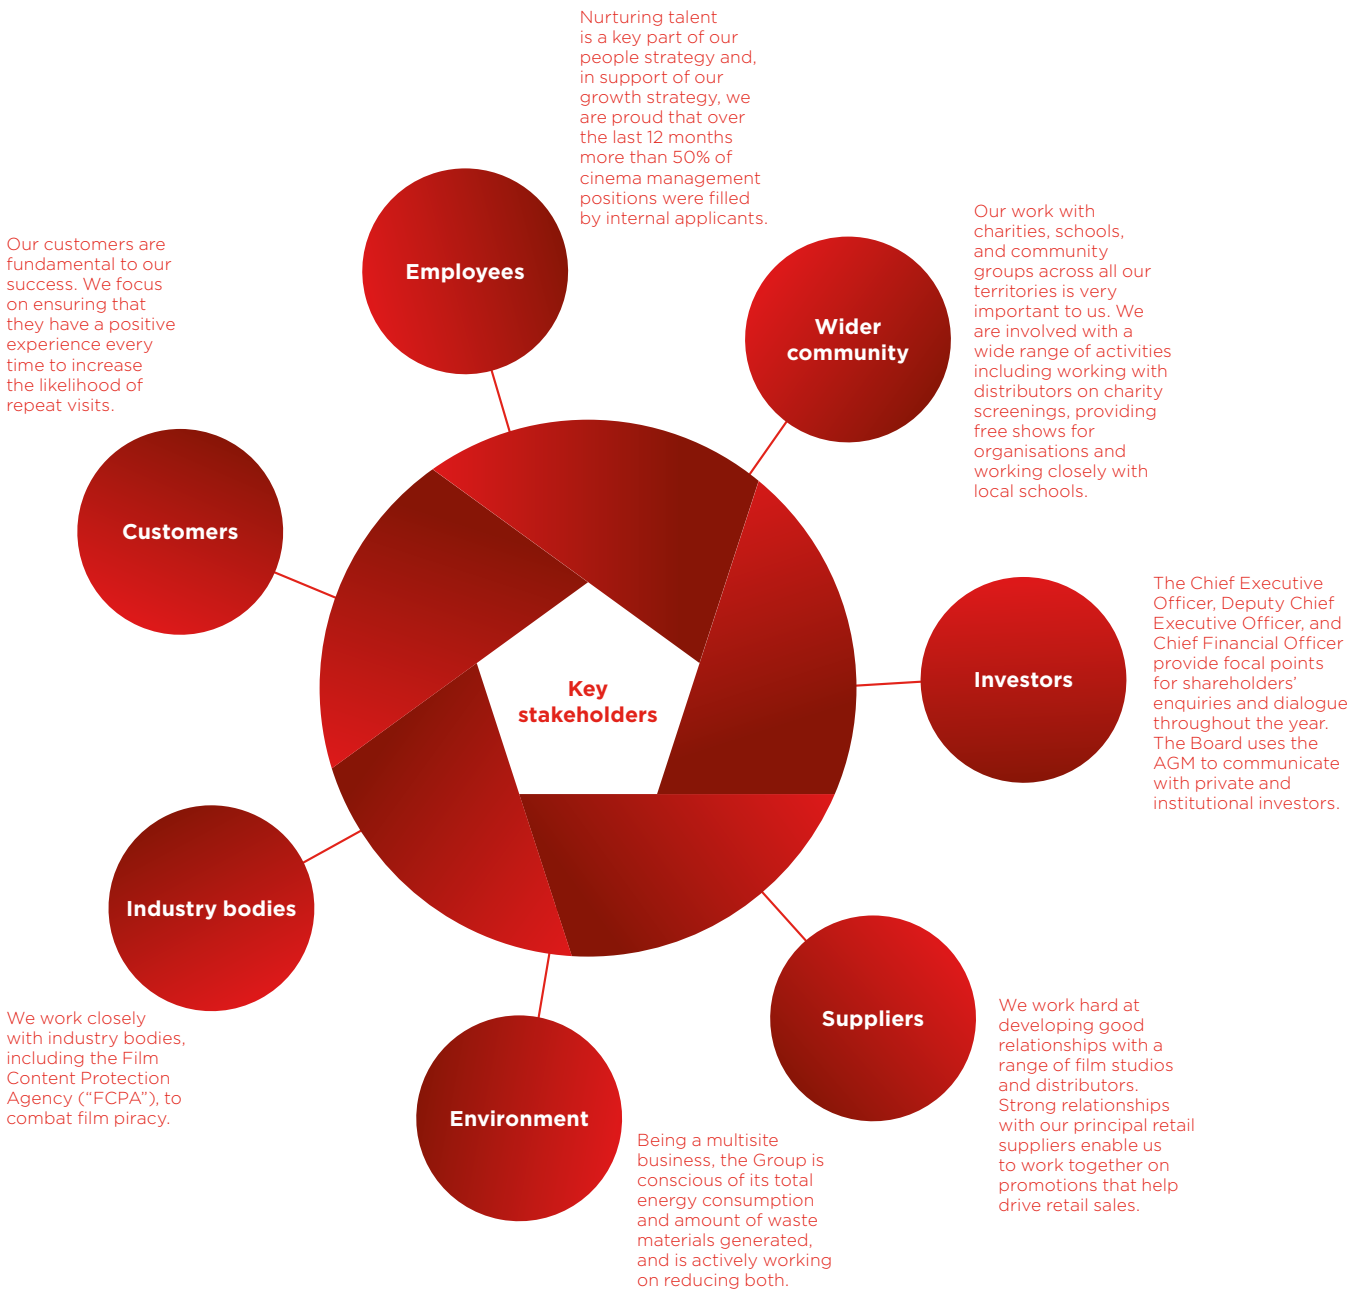 Nurturing talent
is a key part of our
people strategy and,
in support of our
growth strategy, we
are proud that over
the last 12 months
more than 50% of
cinema management
positions were filled
by internal applicants.
Employees
Our work with
charities, schools,
and community
groups across all our
territories is very
important to us. We
are involved with a
wide range of activities
including working with
distributors on charity
screenings, providing
free shows for
organisations and
working closely with
local schools.
Wider
community
Our customers are
fundamental to our
success. We focus
on ensuring that
they have a positive
experience every
time to increase
the likelihood of
repeat visits.
Customers
The Chief Executive
Officer, Deputy Chief
Executive Officer, and
Chief Financial Officer
provide focal points
for shareholders’
enquiries and dialogue
throughout the year.
The Board uses the
AGM to communicate
with private and
institutional investors.
Investors
Key
stakeholders
Industry bodies
We work closely
with industry bodies,
including the Film
Content Protection
Agency (“FCPA”), to
combat film piracy.
Suppliers
We work hard at
developing good
relationships with a
range of film studios
and distributors.
Strong relationships
with our principal retail
suppliers enable us
to work together on
promotions that help
drive retail sales.
Environment
Being a multisite
business, the Group is
conscious of its total
energy consumption
and amount of waste
materials generated,
and is actively working
on reducing both.